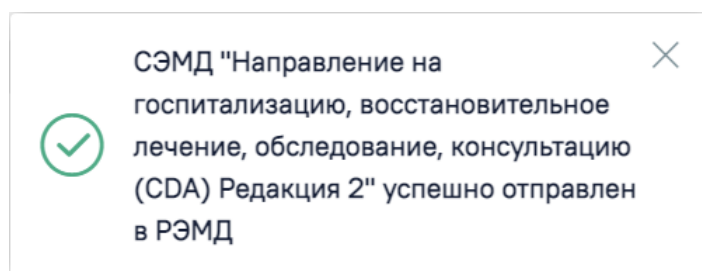 СЭМД "Направление на
госпитализацию, восстановительное
лечение, обследование, консультацию
(CDA) Редакция 2" успешно отправлен
в РЭМД